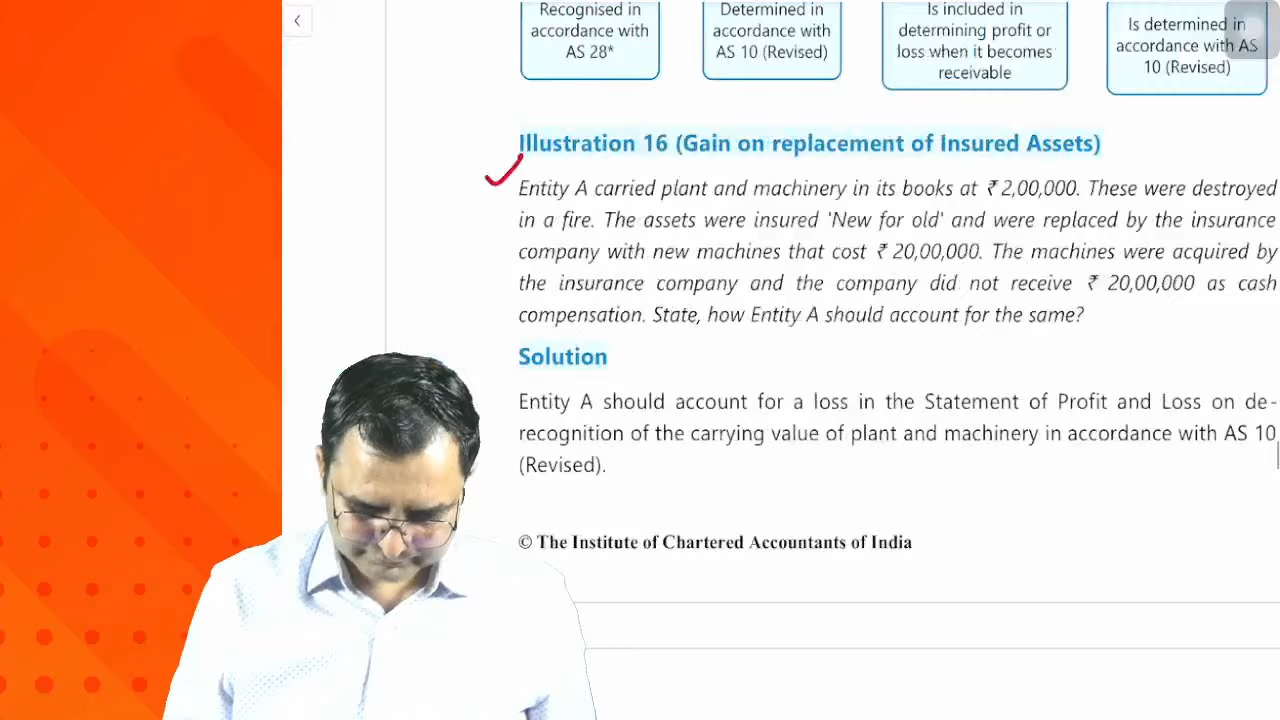 Recognised in
accordance with
AS 28*
Determined in
accordance with
AS 10 (Revised)
Is included in
determining profit or
loss when it becomes
receivable
Is determined in
accordance with AS
10 (Revised)
Illustration 16 (Gain on replacement of Insured Assets)
Entity A carried plant and machinery in its books at ₹ 2,00,000. These were destroyed
in a fire. The assets were insured 'New for old' and were replaced by the insurance
company with new machines that cost ₹ 20,00,000. The machines were acquired by
the insurance company and the company did not receive ₹ 20,00,000 as cash
compensation. State, how Entity A should account for the same?
Solution
Entity A should account for a loss in the Statement of Profit and Loss on de-
recognition of the carrying value of plant and machinery in accordance with AS 10
(Revised).
© The Institute of Chartered Accountants of India